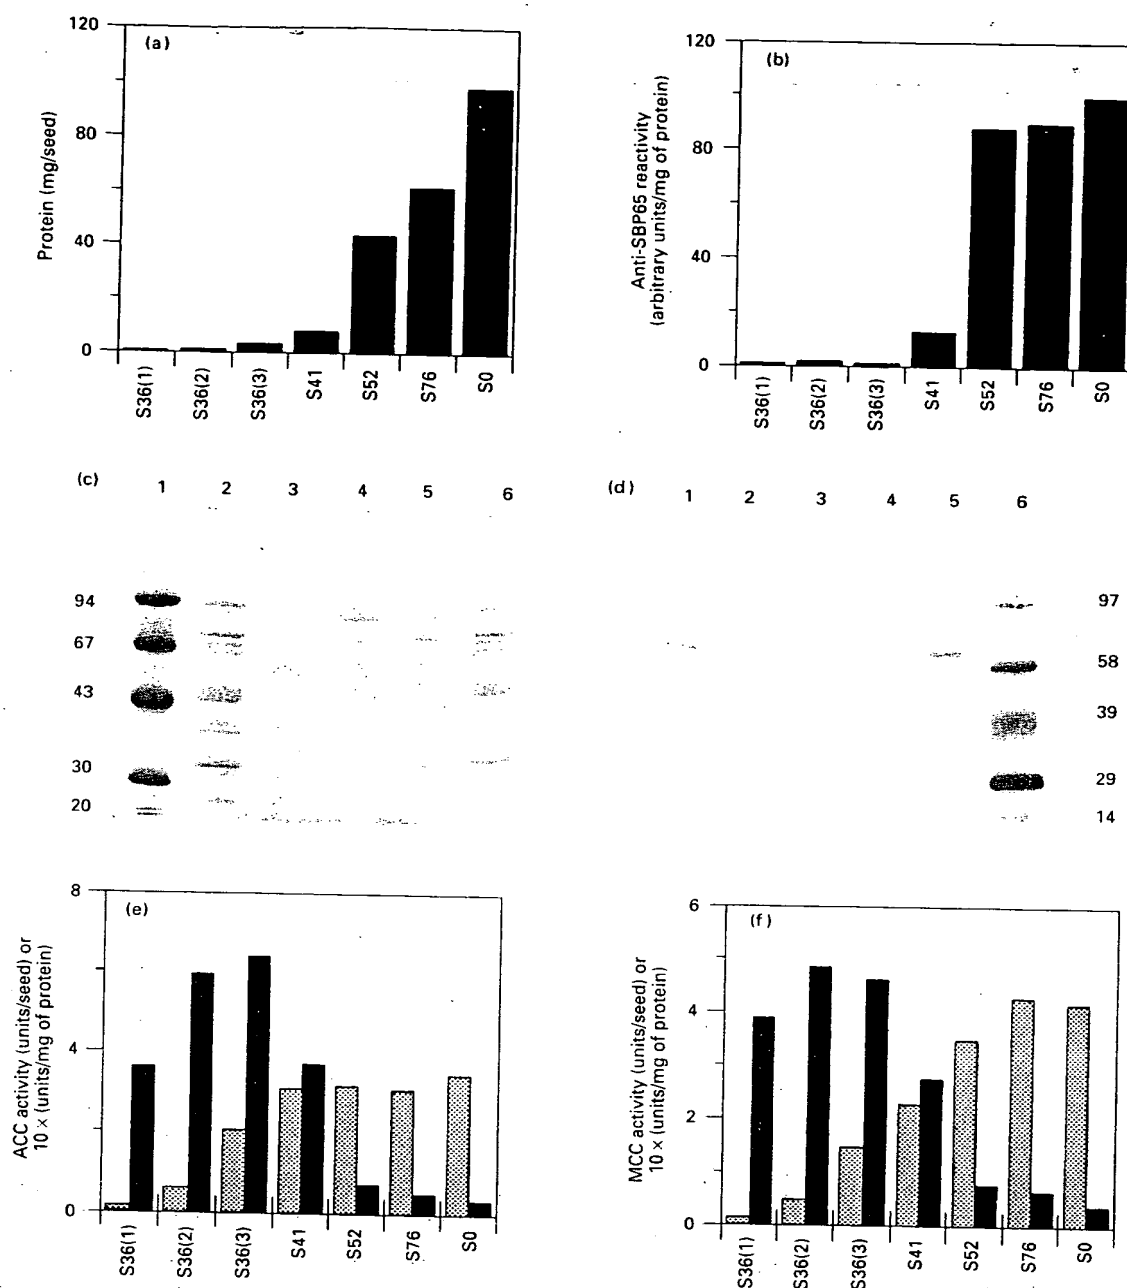 (a)
Protein (mg/seed)
120
80
40
0
S36(1) S36(2) S36(3) S41 S52 S76 S0
(b)
Anti-SBP65 reactivity
(arbitrary units/mg of protein)
120
80
40
0
S36(1) S36(2) S36(3) S41 S52 S76 S0
(c) 1 2 3 4 5 6
94
67
43
30
20
(d) 1 2 3 4 5 6
97
58
39
29
14
(e)
ACC activity (units/seed) or
10 × (units/mg of protein)
8
4
0
S36(1) S36(2) S36(3) S41 S52 S76 S0
(f)
MCC activity (units/seed) or
10 × (units/mg of protein)
6
4
2
0
S36(1) S36(2) S36(3) S41 S52 S76 S0